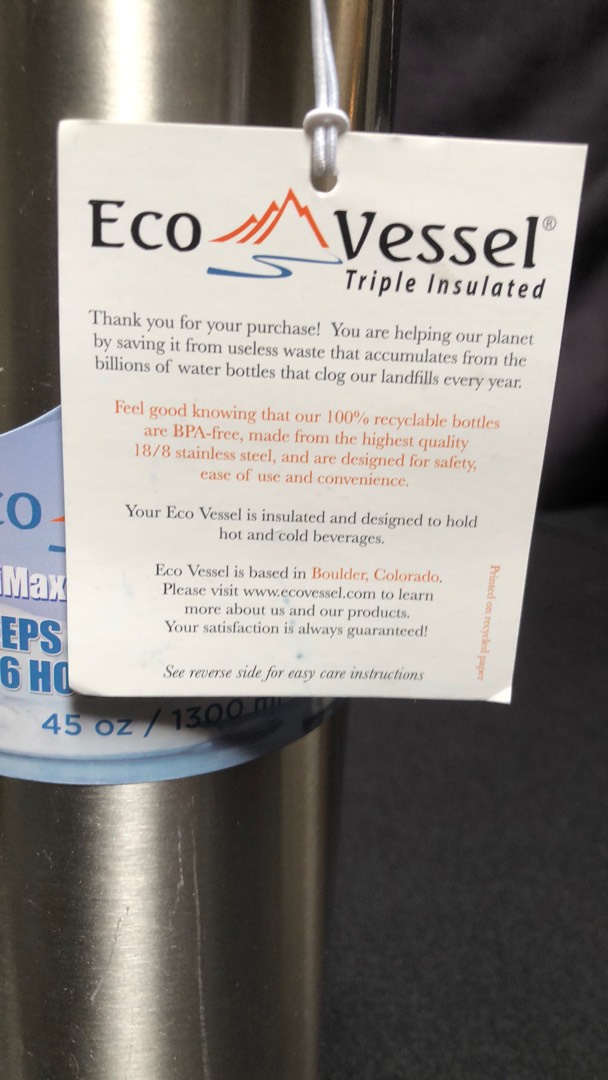 Eco Vessel®
Triple Insulated
Thank you for your purchase! You are helping our planet
by saving it from useless waste that accumulates from the
billions of water bottles that clog our landfills every year.
Feel good knowing that our 100% recyclable bottles
are BPA-free, made from the highest quality
18/8 stainless steel, and are designed for safety,
ease of use and convenience.
Your Eco Vessel is insulated and designed to hold
hot and cold beverages.
Eco Vessel is based in Boulder, Colorado.
Please visit www.ecovessel.com to learn
more about us and our products.
Your satisfaction is always guaranteed!
See reverse side for easy care instructions
Printed on recycled paper
Max
45 oz / 1300 ml